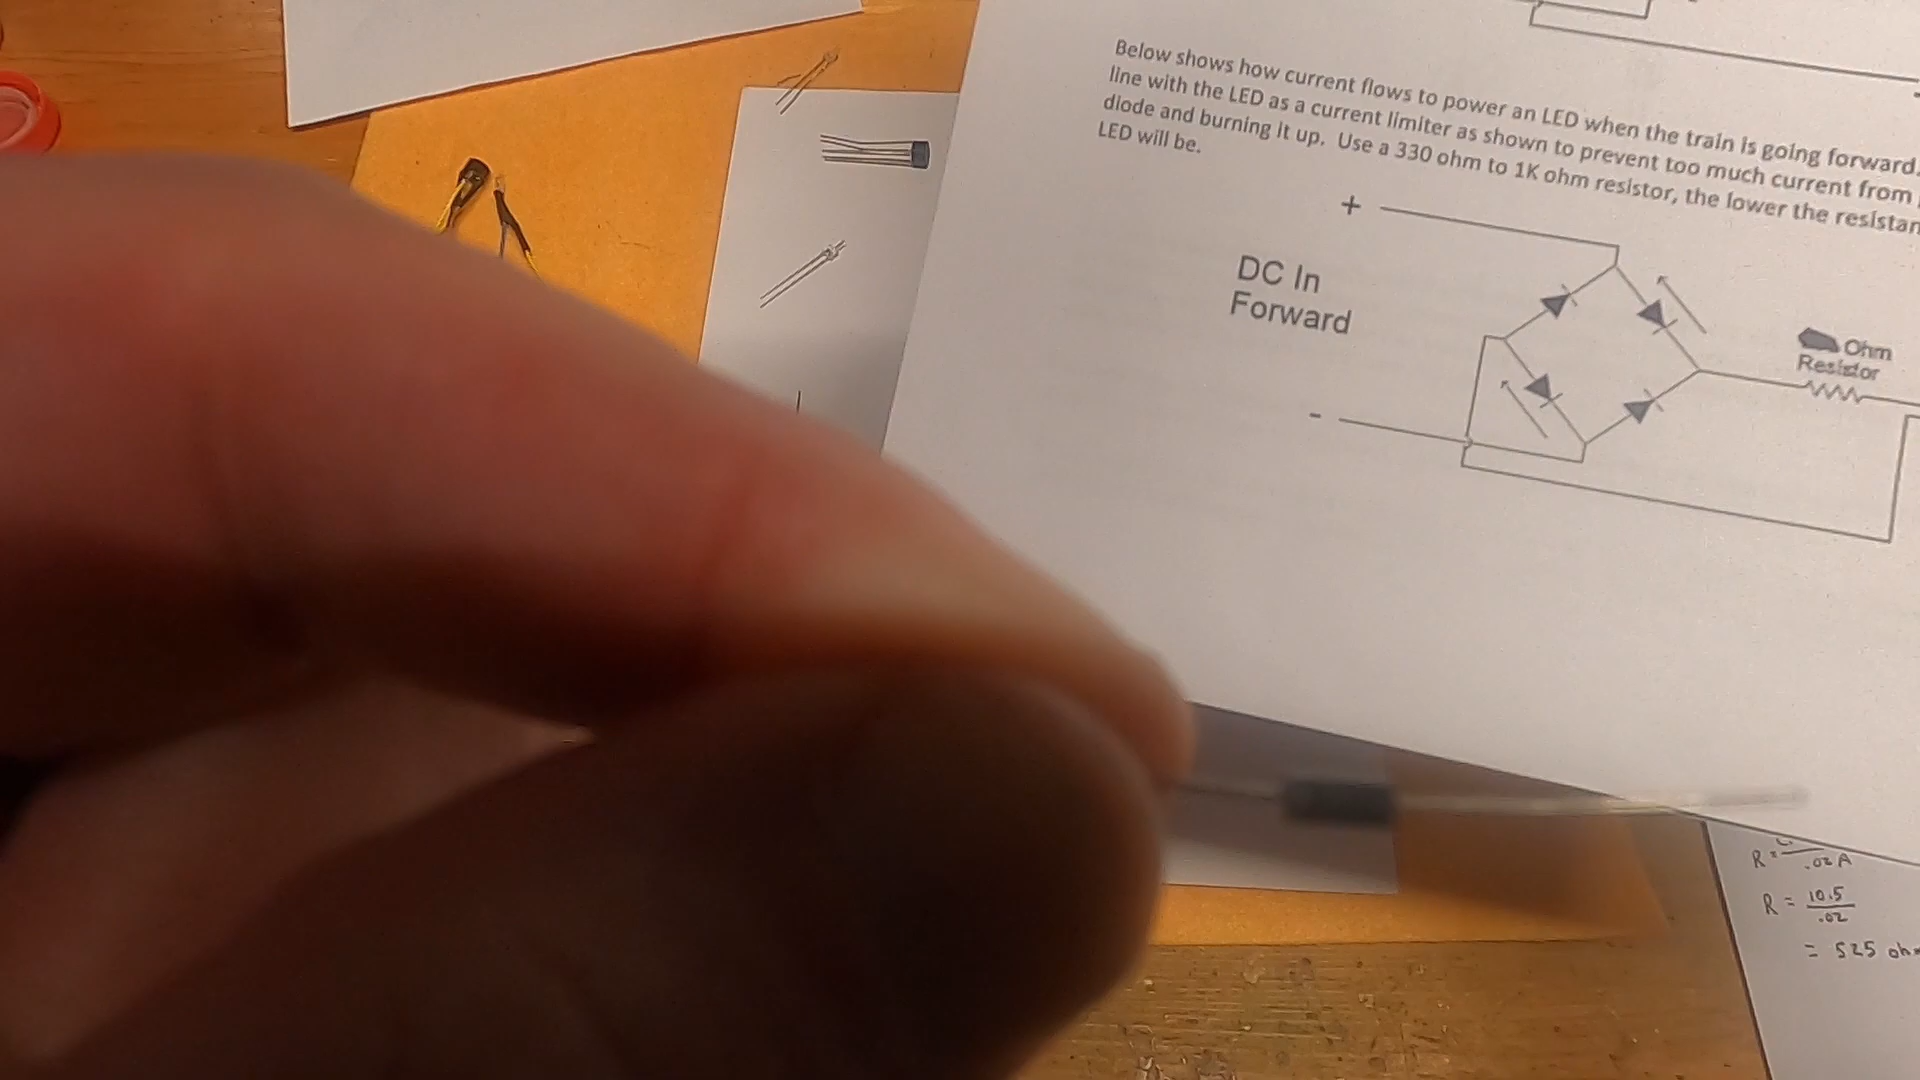 Below shows how current flows to power an LED when the train is going forward.
line with the LED as a current limiter as shown to prevent too much current from
diode and burning it up. Use a 330 ohm to 1K ohm resistor, the lower the
LED will be.
+
DC In
Forward
-
Ohm
Resistor
R = .02 A
R = 10.5
.02
= 525